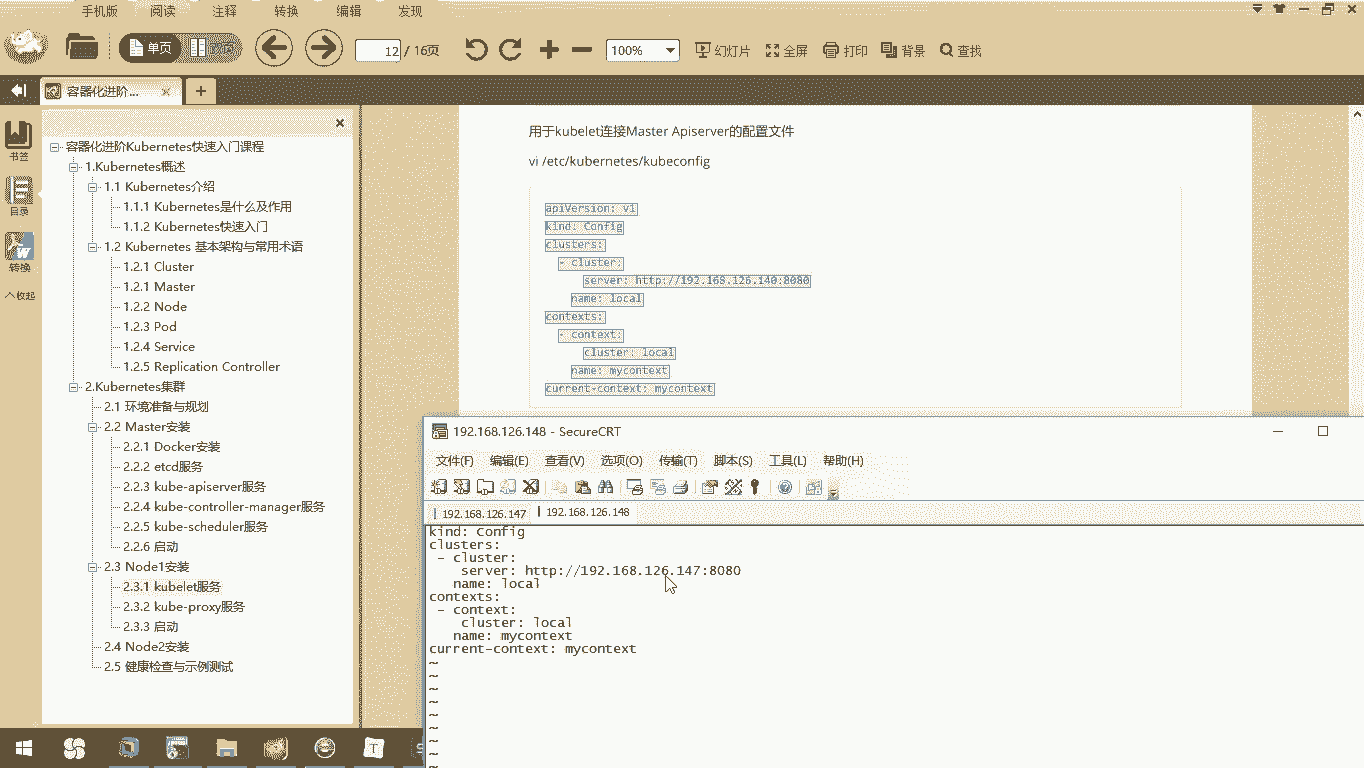 手机版 阅读 注释 转换 编辑 发现
单页 双页 12 / 16页 100% 幻灯片 全屏 打印 背景 查找
容器化进阶... × +
书签
目录
转换
收起
容器化进阶Kubernetes快速入门课程
1.Kubernetes概述
1.1 Kubernetes介绍
1.1.1 Kubernetes是什么及作用
1.1.2 Kubernetes快速入门
1.2 Kubernetes 基本架构与常用术语
1.2.1 Cluster
1.2.1 Master
1.2.2 Node
1.2.3 Pod
1.2.4 Service
1.2.5 Replication Controller
2.Kubernetes集群
2.1 环境准备与规划
2.2 Master安装
2.2.1 Docker安装
2.2.2 etcd服务
2.2.3 kube-apiserver服务
2.2.4 kube-controller-manager服务
2.2.5 kube-scheduler服务
2.2.6 启动
2.3 Node1安装
2.3.1 kubelet服务
2.3.2 kube-proxy服务
2.3.3 启动
2.4 Node2安装
2.5 健康检查与示例测试
用于kubelet连接Master Apiserver的配置文件
vi /etc/kubernetes/kubeconfig
apiVersion: v1
kind: Config
clusters:
- cluster:
server: http://192.168.126.140:8080
name: local
contexts:
- context:
cluster: local
name: mycontext
current-context: mycontext
192.168.126.148 - SecureCRT
文件(F) 编辑(E) 查看(V) 选项(O) 传输(T) 脚本(S) 工具(L) 帮助(H)
192.168.126.147 192.168.126.148
kind: Config
clusters:
- cluster:
server: http://192.168.126.147:8080
name: local
contexts:
- context:
cluster: local
name: mycontext
current-context: mycontext
~
~
~
~
~
~
~
~
~